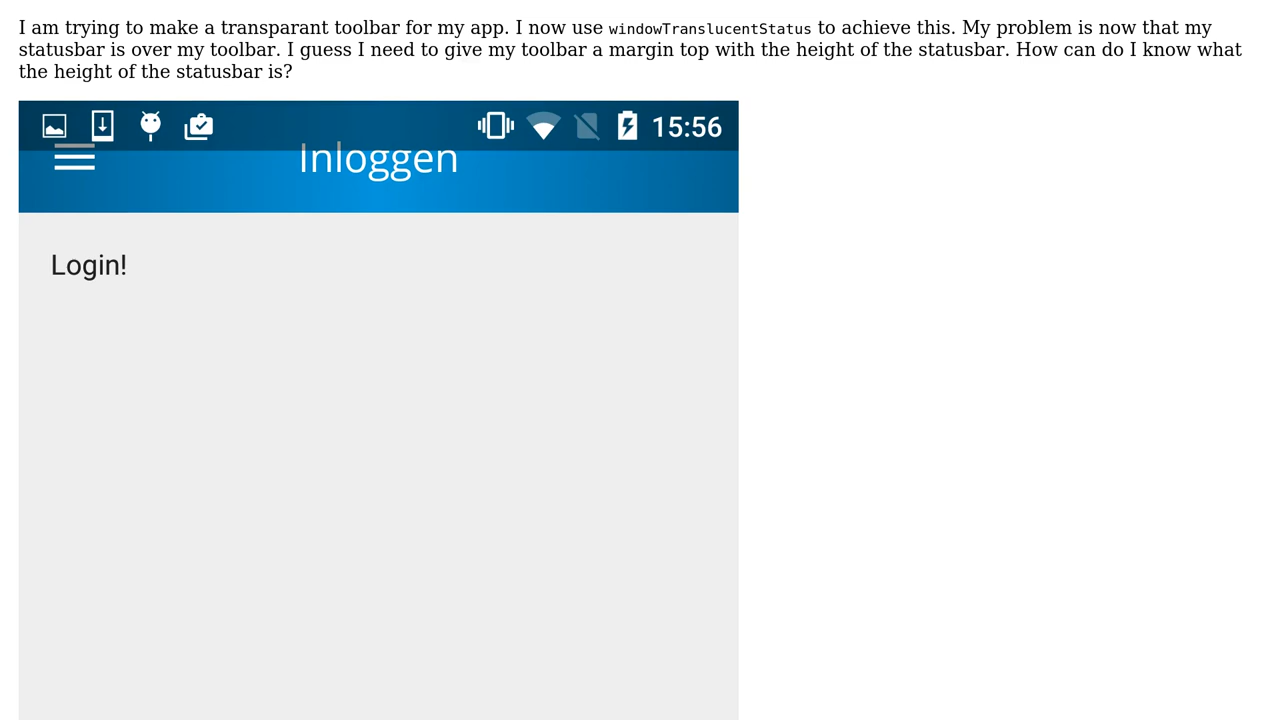 I am trying to make a transparant toolbar for my app. I now use windowTranslucentStatus to achieve this. My problem is now that my
statusbar is over my toolbar. I guess I need to give my toolbar a margin top with the height of the statusbar. How can do I know what
the height of the statusbar is?
15:56
Inloggen
Login!